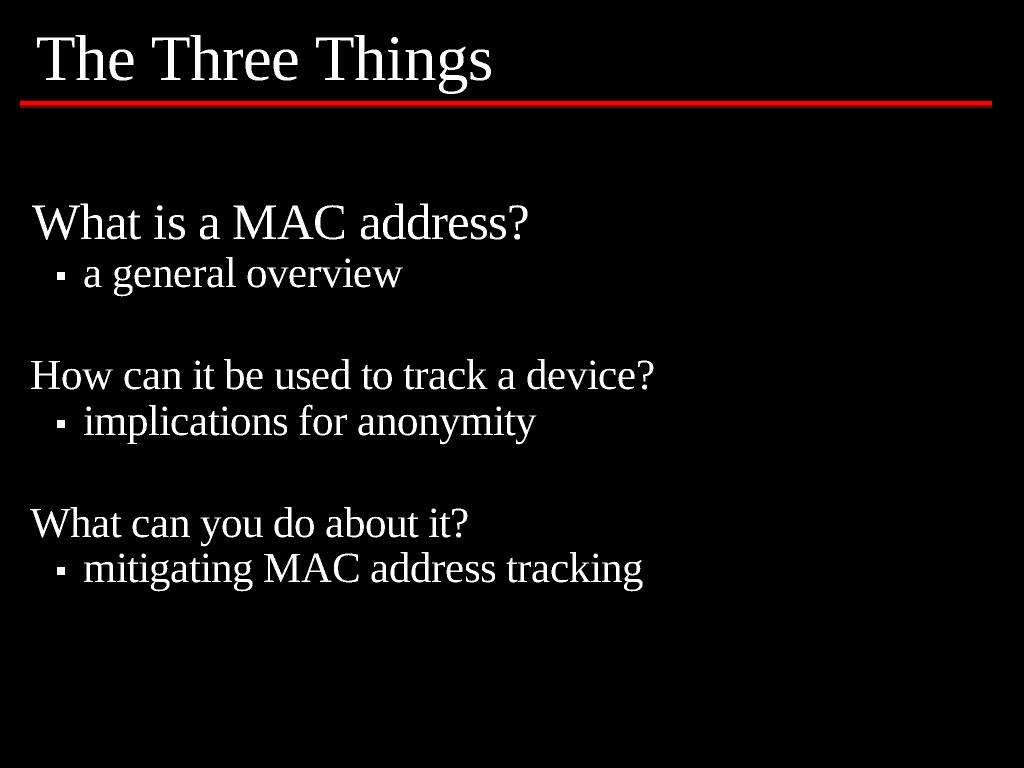 The Three Things
What is a MAC address?
▪ a general overview
How can it be used to track a device?
▪ implications for anonymity
What can you do about it?
▪ mitigating MAC address tracking